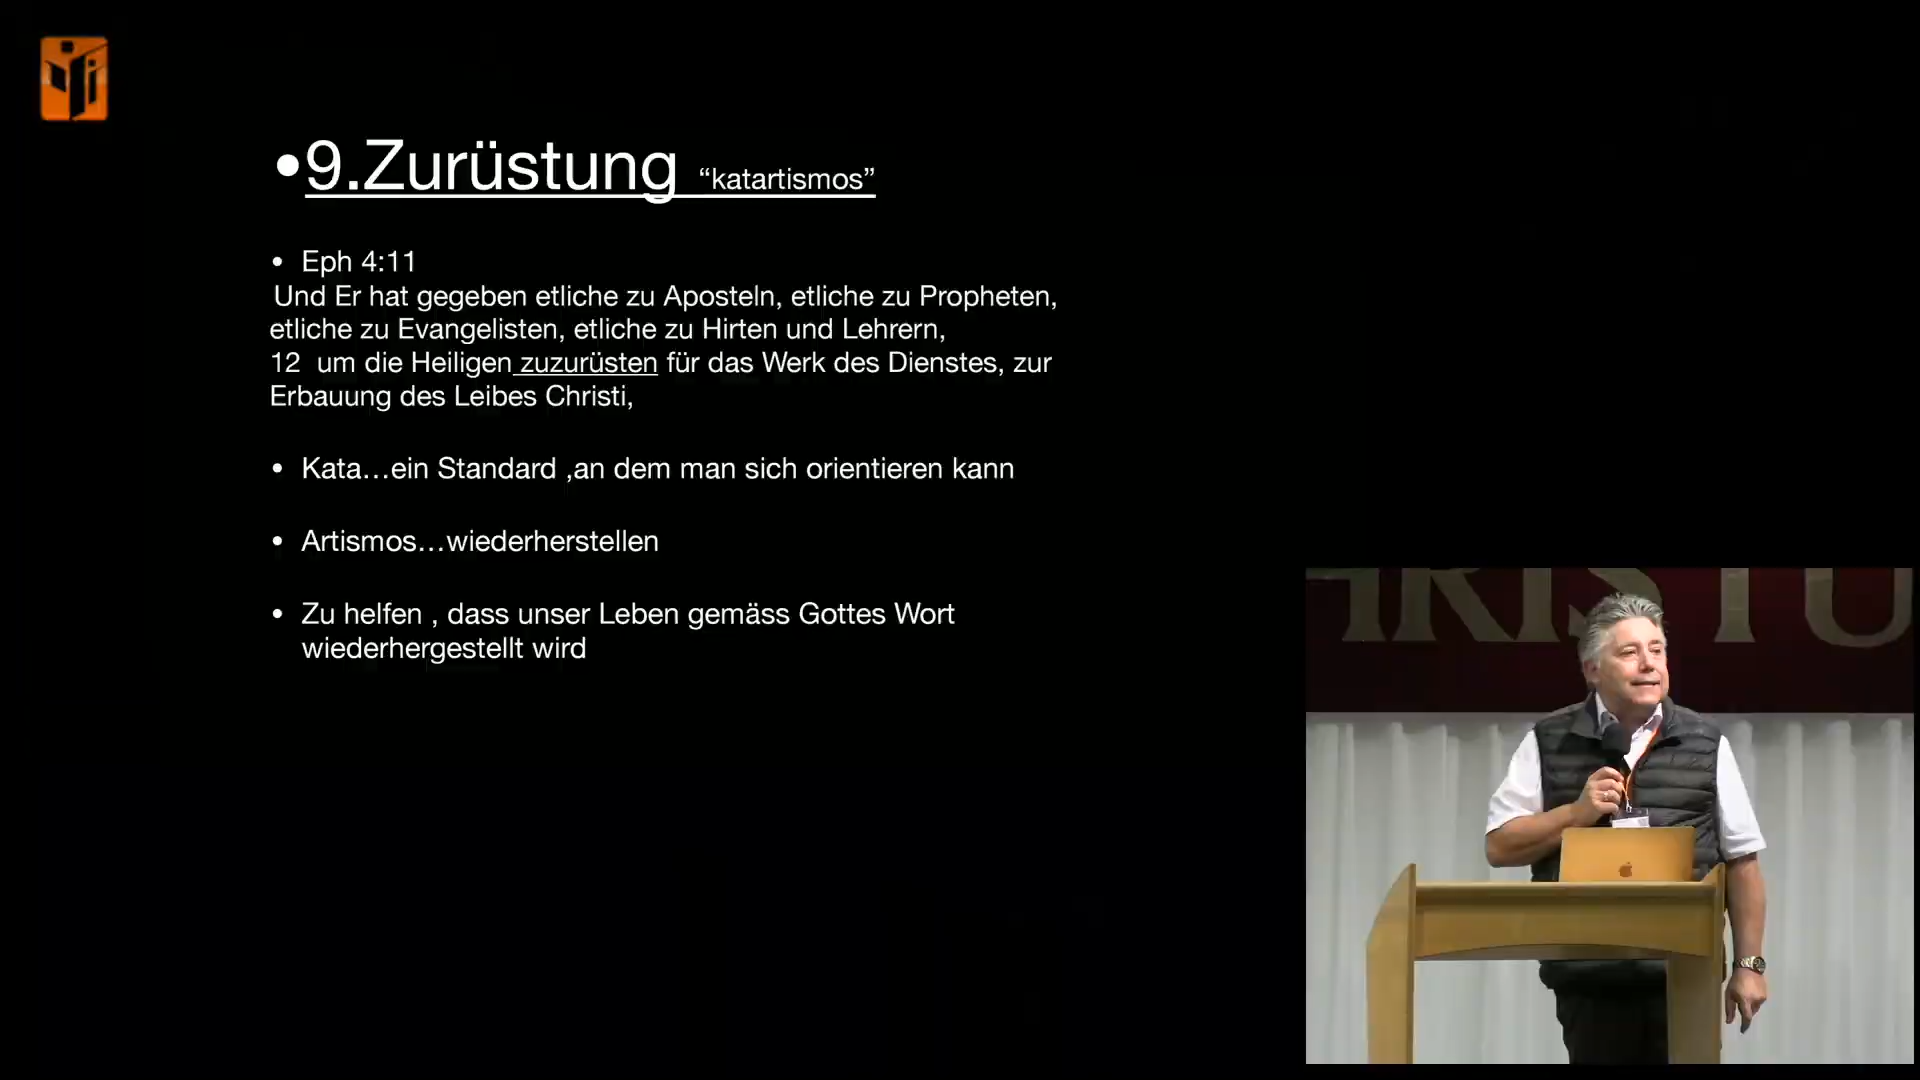 •9.Zurüstung “katartismos”
• Eph 4:11
Und Er hat gegeben etliche zu Aposteln, etliche zu Propheten,
etliche zu Evangelisten, etliche zu Hirten und Lehrern,
12 um die Heiligen zuzurüsten für das Werk des Dienstes, zur
Erbauung des Leibes Christi,
• Kata…ein Standard ,an dem man sich orientieren kann
• Artismos…wiederherstellen
• Zu helfen , dass unser Leben gemäss Gottes Wort
wiederhergestellt wird
HRISTU